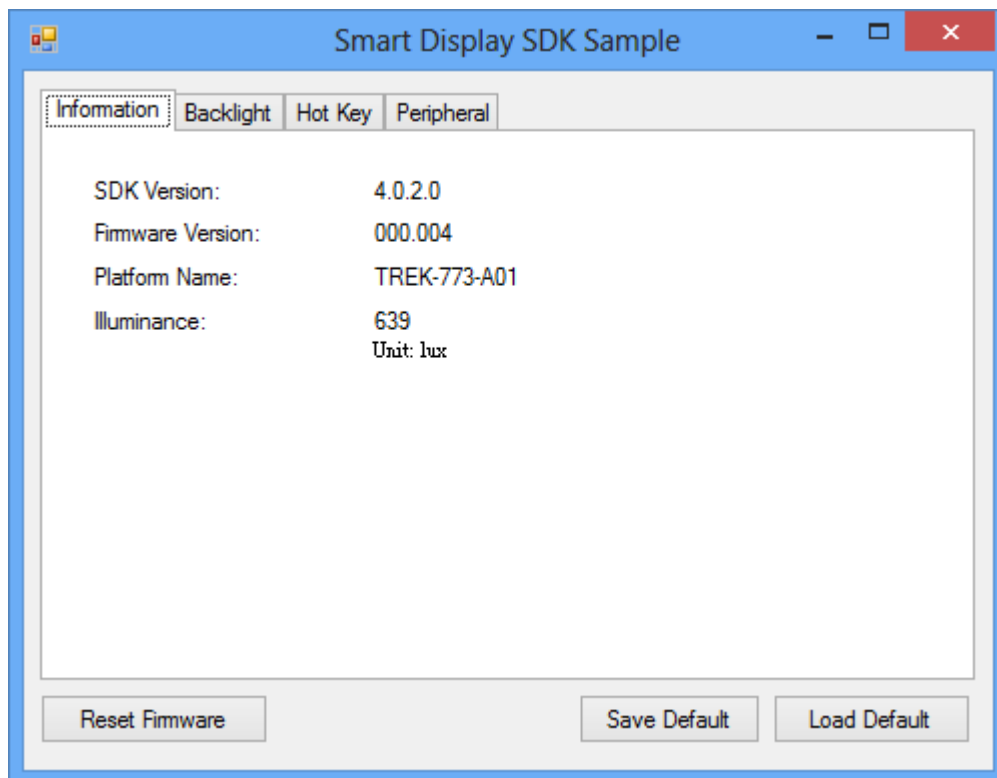 Smart Display SDK Sample
Information Backlight Hot Key Peripheral
SDK Version: 4.0.2.0
Firmware Version: 000.004
Platform Name: TREK-773-A01
Illuminance: 639
Unit: lux
Reset Firmware Save Default Load Default